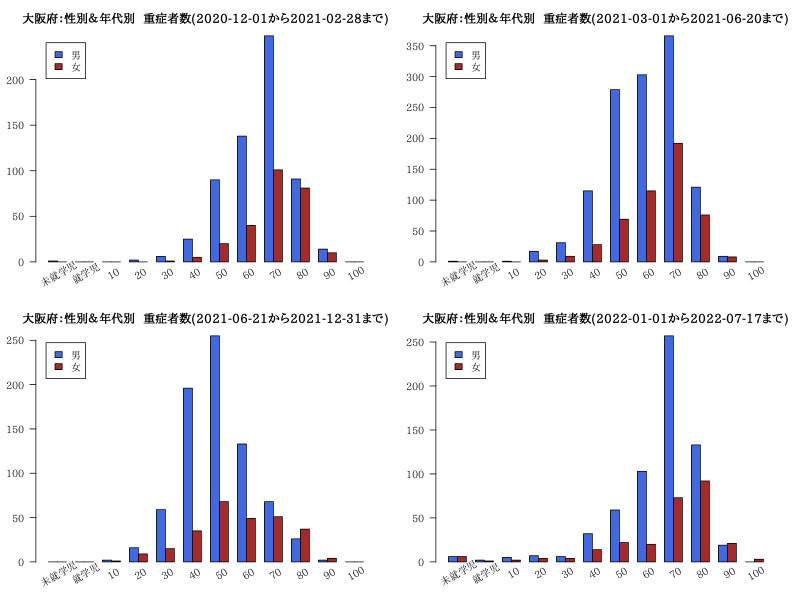 大阪府：性別＆年代別　重症者数(2020-12-01から2021-02-28まで)
男
女
200
150
100
50
0
未就学児 就学児 10 20 30 40 50 60 70 80 90 100
大阪府：性別＆年代別　重症者数(2021-03-01から2021-06-20まで)
男
女
350
300
250
200
150
100
50
0
未就学児 就学児 10 20 30 40 50 60 70 80 90 100
大阪府：性別＆年代別　重症者数(2021-06-21から2021-12-31まで)
男
女
250
200
150
100
50
0
未就学児 就学児 10 20 30 40 50 60 70 80 90 100
大阪府：性別＆年代別　重症者数(2022-01-01から2022-07-17まで)
男
女
250
200
150
100
50
0
未就学児 就学児 10 20 30 40 50 60 70 80 90 100